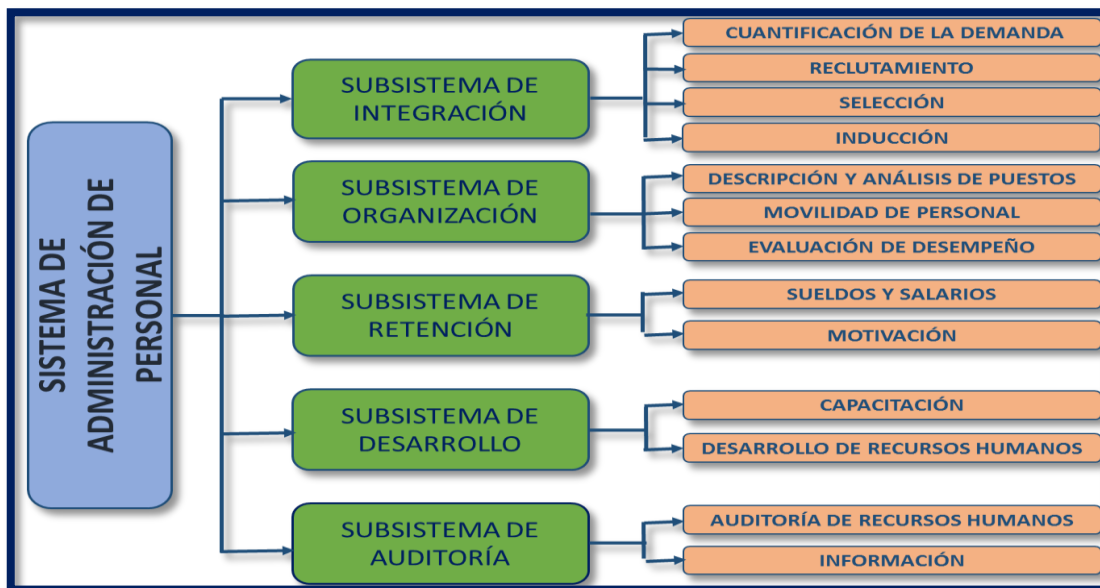 SISTEMA DE
ADMINISTRACIÓN DE
PERSONAL
SUBSISTEMA DE
INTEGRACIÓN
CUANTIFICACIÓN DE LA DEMANDA
RECLUTAMIENTO
SELECCIÓN
INDUCCIÓN
SUBSISTEMA DE
ORGANIZACIÓN
DESCRIPCIÓN Y ANÁLISIS DE PUESTOS
MOVILIDAD DE PERSONAL
EVALUACIÓN DE DESEMPEÑO
SUBSISTEMA DE
RETENCIÓN
SUELDOS Y SALARIOS
MOTIVACIÓN
SUBSISTEMA DE
DESARROLLO
CAPACITACIÓN
DESARROLLO DE RECURSOS HUMANOS
SUBSISTEMA DE
AUDITORÍA
AUDITORÍA DE RECURSOS HUMANOS
INFORMACIÓN